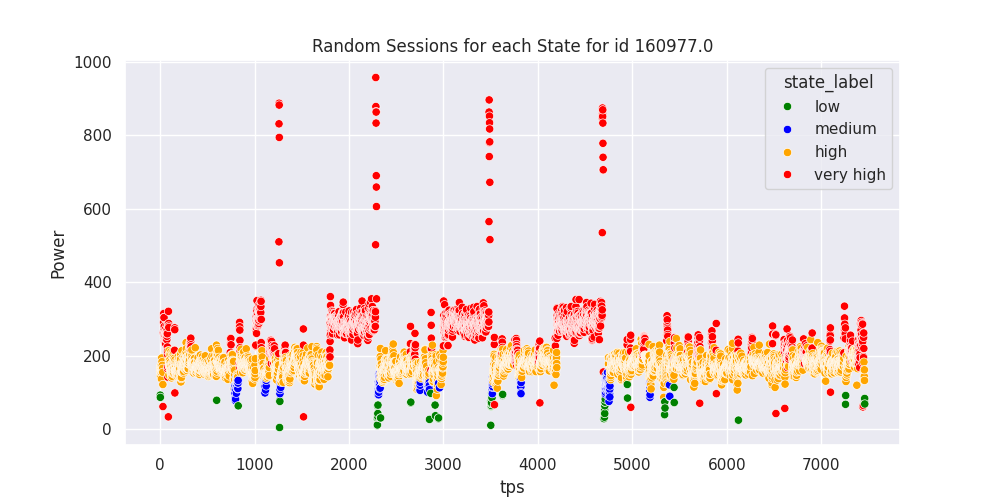 Random Sessions for each State for id 160977.0
state_label
low
medium
high
very high
Power
1000
800
600
400
200
0
0 1000 2000 3000 4000 5000 6000 7000
tps